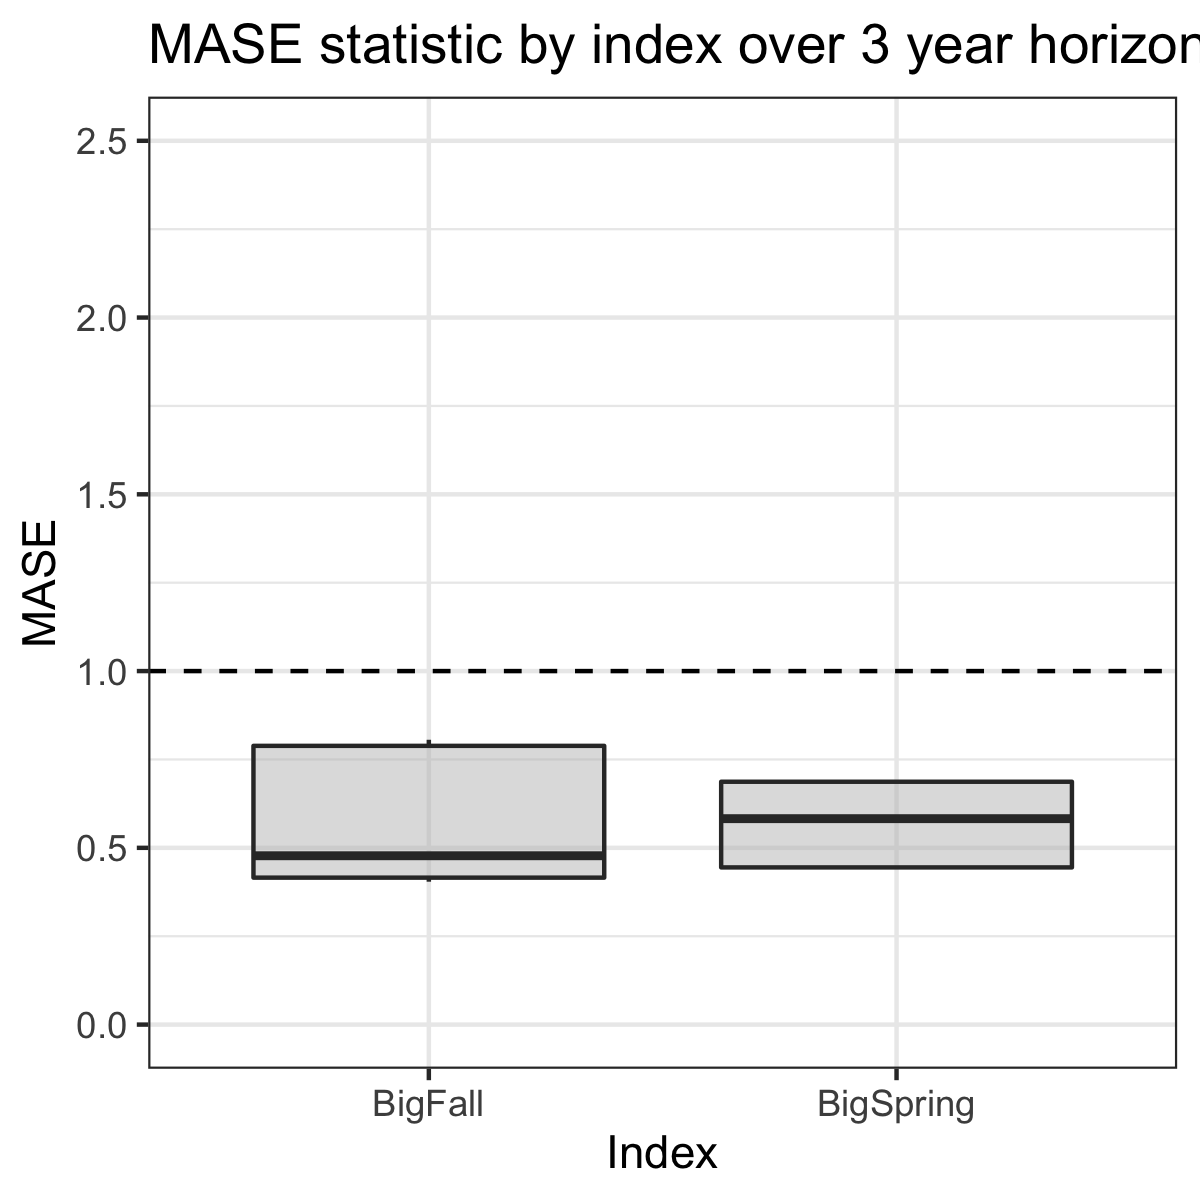 MASE statistic by index over 3 year horizon
2.5
2.0
1.5
1.0
0.5
0.0
MASE
BigFall
BigSpring
Index